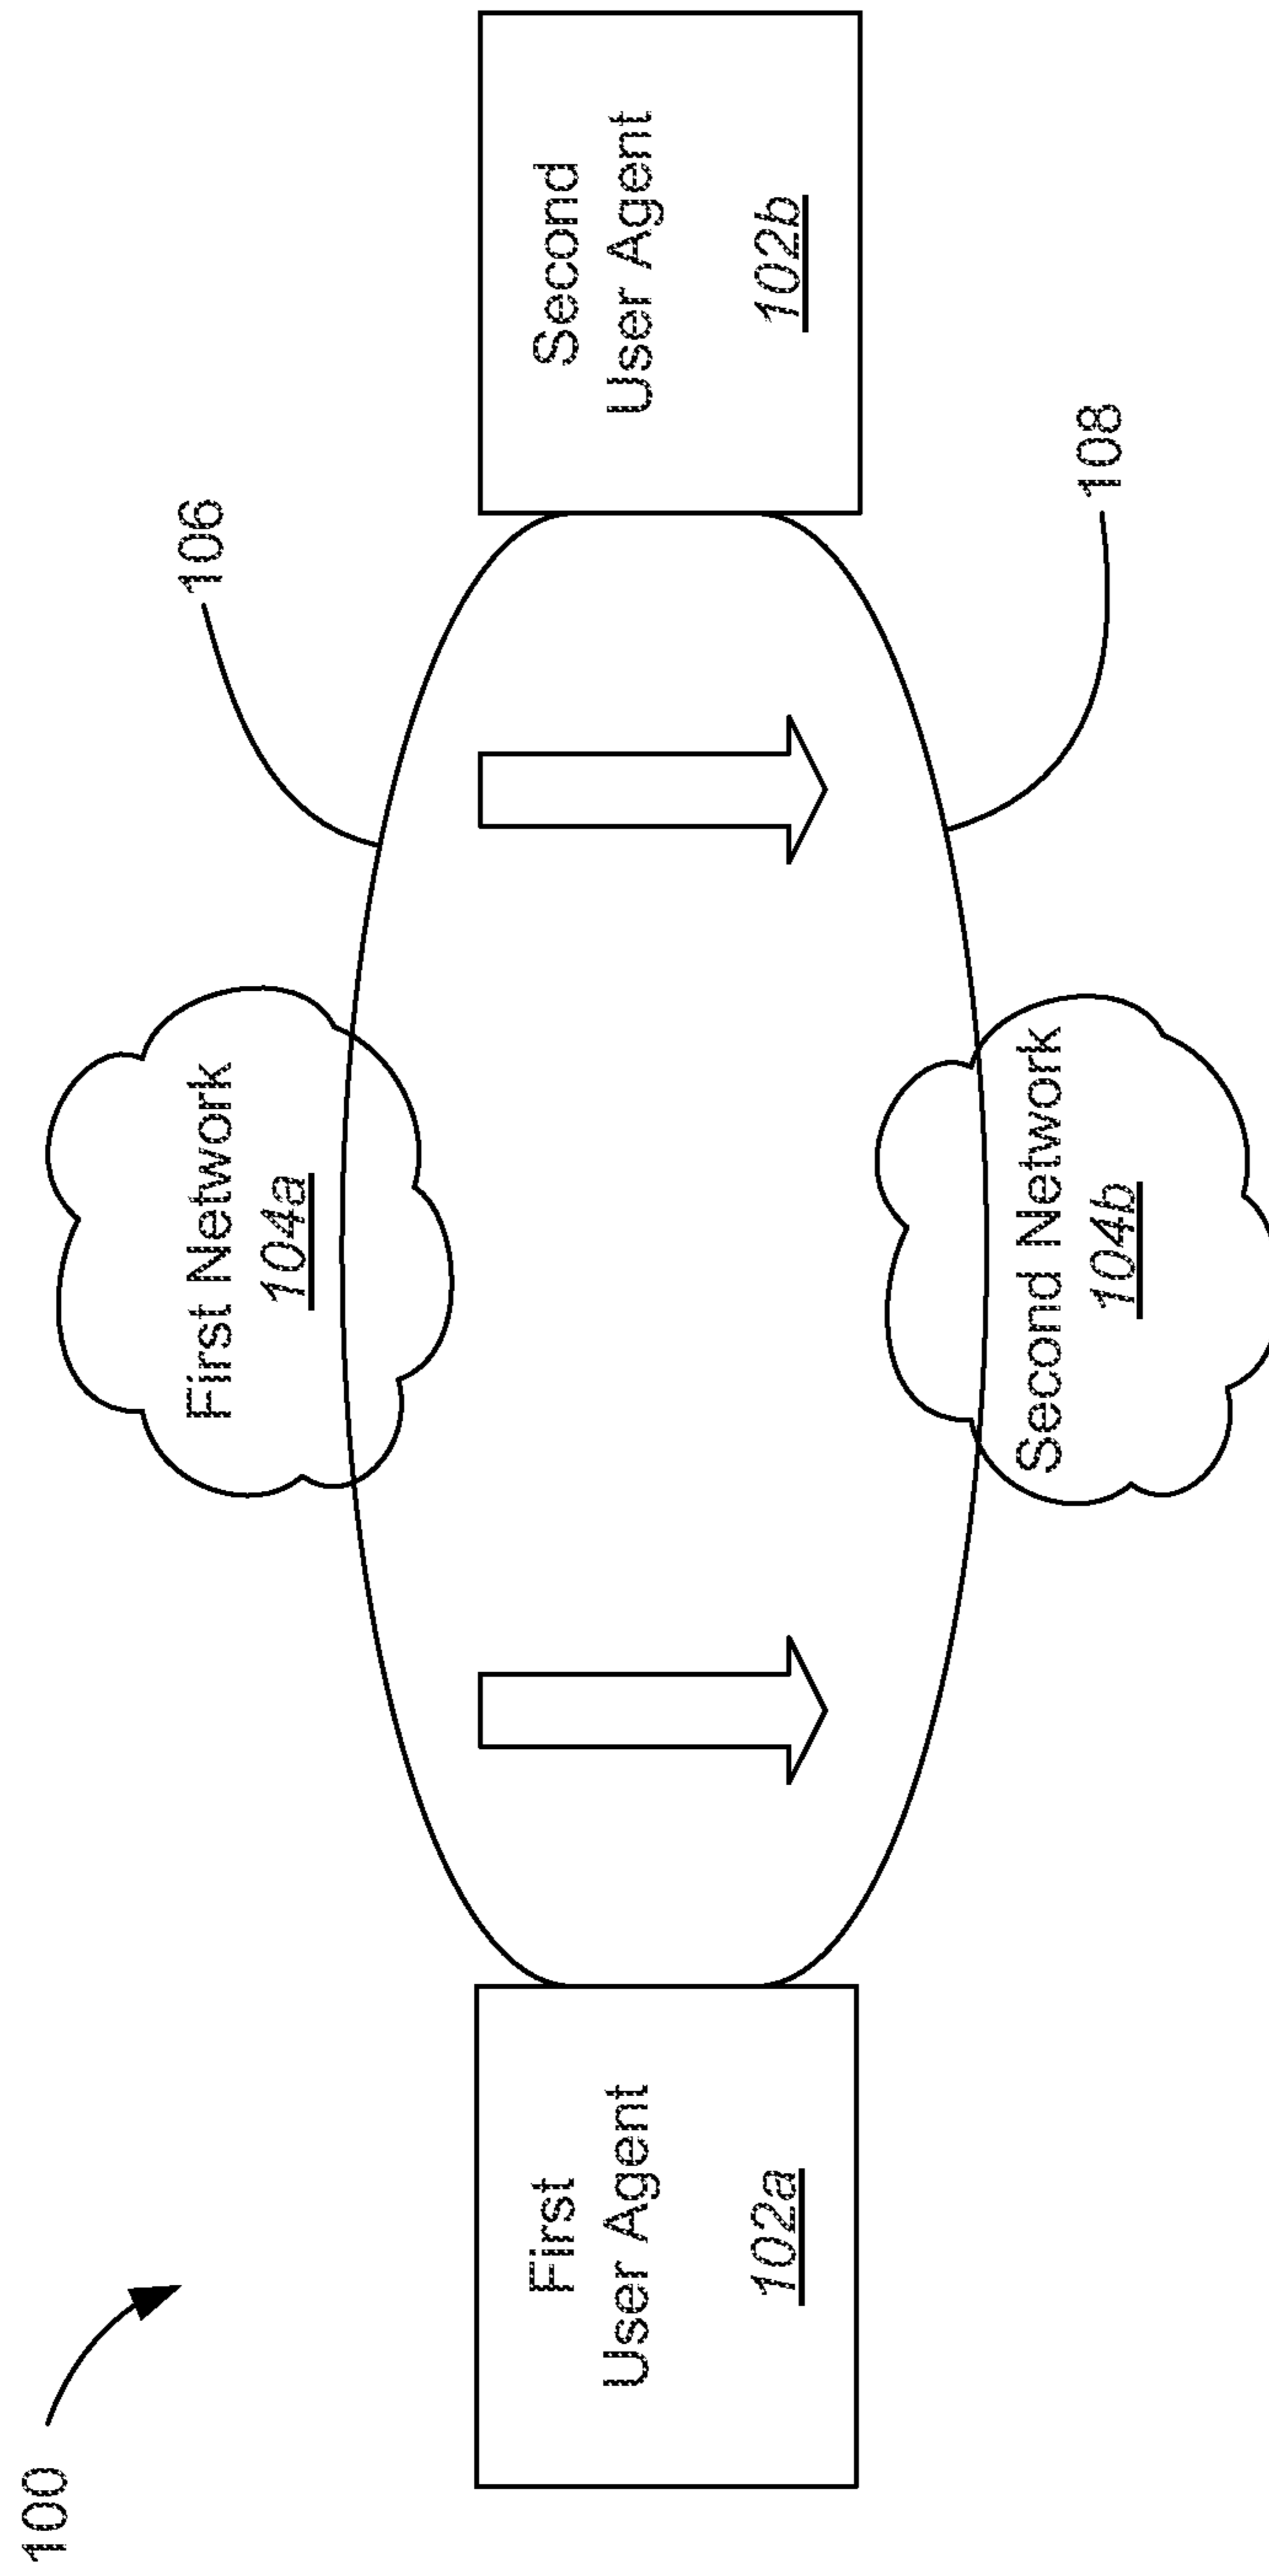 100
First Network
104a
106
First
User Agent
102a
Second
User Agent
102b
Second Network
104b
108